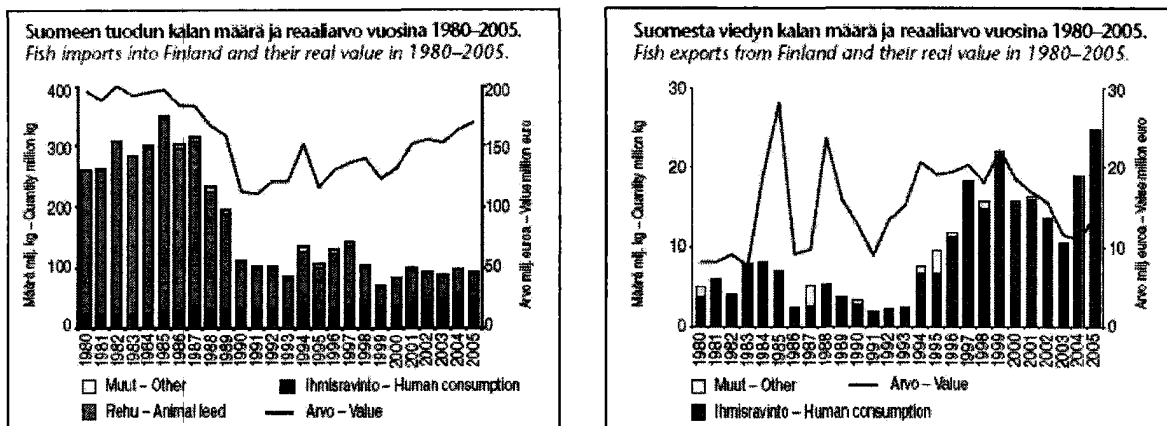 Suomeen tuodun kalan määrä ja reaaliarvo vuosina 1980–2005.
Fish imports into Finland and their real value in 1980–2005.
Määrä milj. kg – Quantity million kg
400
300
200
100
0
200
150
100
50
0
Arvo milj. euroa – Value million euro
1980 1981 1982 1983 1984 1985 1986 1987 1988 1989 1990 1991 1992 1993 1994 1995 1996 1997 1998 1999 2000 2001 2002 2003 2004 2005
Muut – Other
Ihmisravinto – Human consumption
Rehu – Animal feed
Arvo – Value
Suomesta viedyn kalan määrä ja reaaliarvo vuosina 1980–2005.
Fish exports from Finland and their real value in 1980–2005.
Määrä milj. kg – Quantity million kg
30
20
10
0
30
20
10
0
Arvo milj. euroa – Value million euro
1980 1981 1982 1983 1984 1985 1986 1987 1988 1989 1990 1991 1992 1993 1994 1995 1996 1997 1998 1999 2000 2001 2002 2003 2004 2005
Muut – Other
Arvo – Value
Ihmisravinto – Human consumption